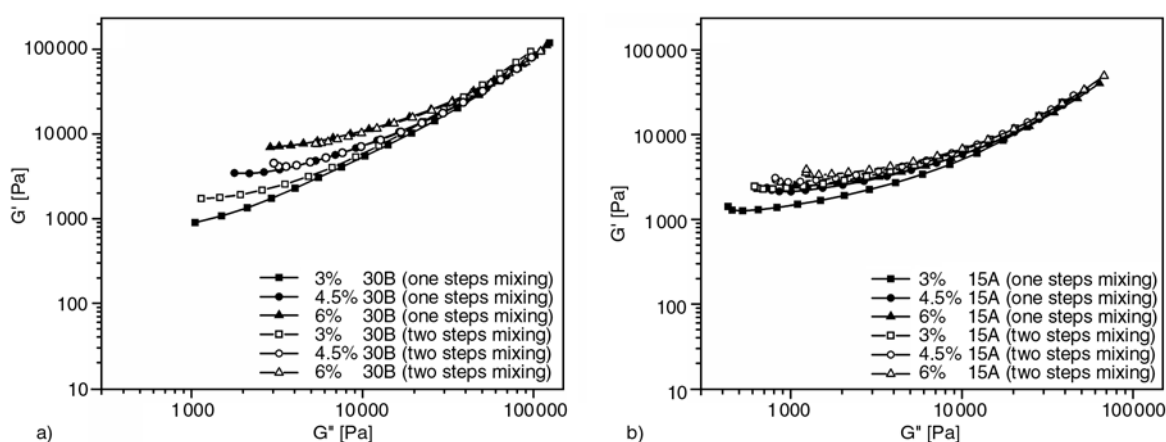 100000
10000
1000
100
10
G' [Pa]
3% 30B (one steps mixing)
4.5% 30B (one steps mixing)
6% 30B (one steps mixing)
3% 30B (two steps mixing)
4.5% 30B (two steps mixing)
6% 30B (two steps mixing)
1000 10000 100000
G" [Pa]
a)
100000
10000
1000
100
10
G' [Pa]
3% 15A (one steps mixing)
4.5% 15A (one steps mixing)
6% 15A (one steps mixing)
3% 15A (two steps mixing)
4.5% 15A (two steps mixing)
6% 15A (two steps mixing)
1000 10000 100000
G" [Pa]
b)